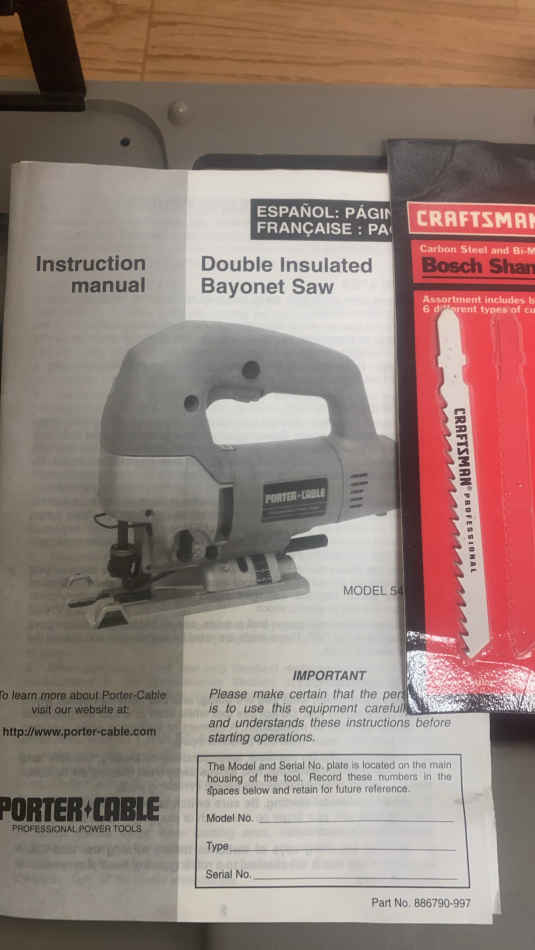 ESPAÑOL: PÁGIN
FRANÇAISE : PA
Instruction
manual
Double Insulated
Bayonet Saw
PORTER-CABLE
MODEL 54
IMPORTANT
Please make certain that the pers
is to use this equipment careful
and understands these instructions before
starting operations.
To learn more about Porter-Cable
visit our website at:
http://www.porter-cable.com
PORTER CABLE
PROFESSIONAL POWER TOOLS
The Model and Serial No. plate is located on the main
housing of the tool. Record these numbers in the
spaces below and retain for future reference.
Model No.
Type
Serial No.
Part No. 886790-997
CRAFTSMAN
Carbon Steel and Bi-M
Bosch Shan
Assortment includes
6 different types of cu
CRAFTSMAN® PROFESSIONAL